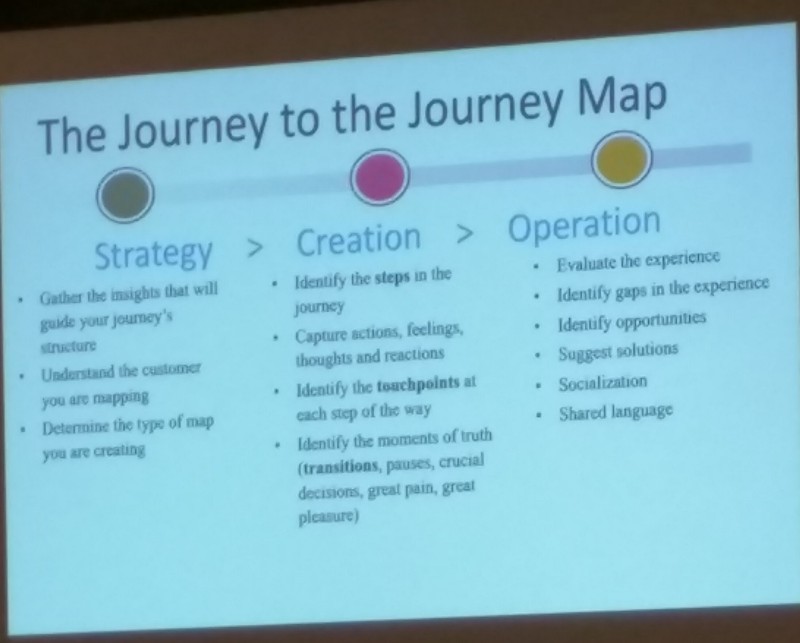 The Journey to the Journey Map
Strategy > Creation > Operation
• Gather the insights that will
guide your journey's
structure
• Understand the customer
you are mapping
• Determine the type of map
you are creating
• Identify the steps in the
journey
• Capture actions, feelings,
thoughts and reactions
• Identify the touchpoints at
each step of the way
• Identify the moments of truth
(transitions, pauses, crucial
decisions, great pain, great
pleasure)
• Evaluate the experience
• Identify gaps in the experience
• Identify opportunities
• Suggest solutions
• Socialization
• Shared language